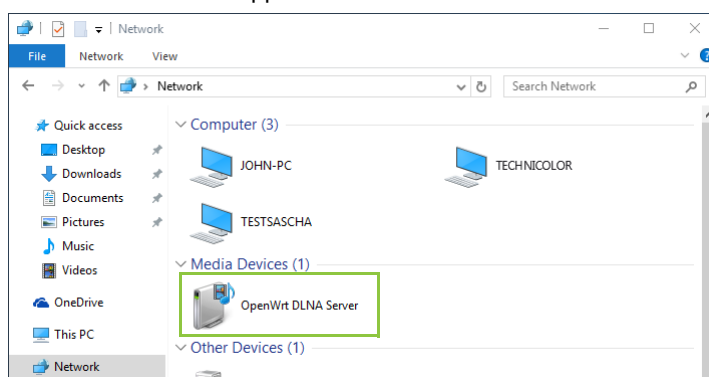 Network
File Network View
Network
Search Network
Quick access
Desktop
Downloads
Documents
Pictures
Music
Videos
OneDrive
This PC
Network
Computer (3)
JOHN-PC
TECHNICOLOR
TESTSASCHA
Media Devices (1)
OpenWrt DLNA Server
Other Devices (1)